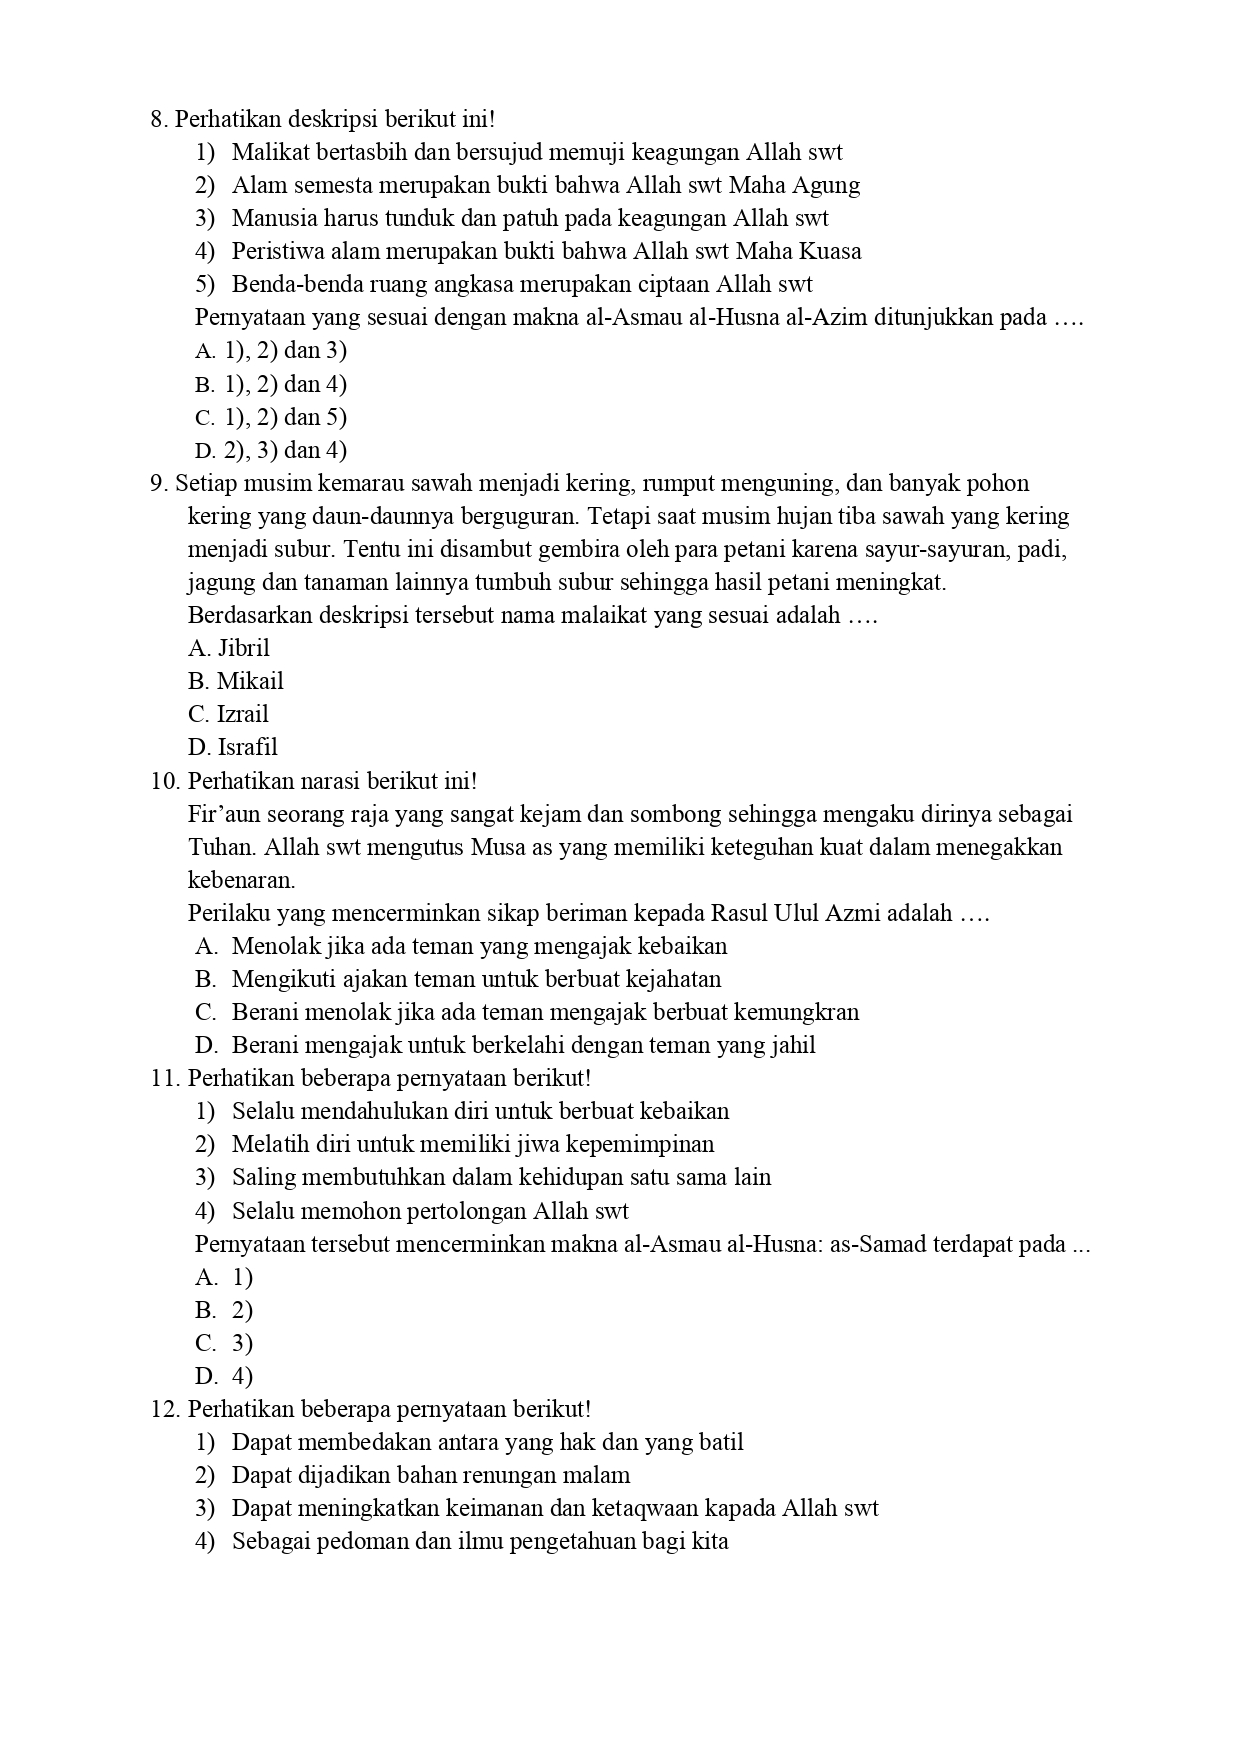 8. Perhatikan deskripsi berikut ini!
1) Malikat bertasbih dan bersujud memuji keagungan Allah swt
2) Alam semesta merupakan bukti bahwa Allah swt Maha Agung
3) Manusia harus tunduk dan patuh pada keagungan Allah swt
4) Peristiwa alam merupakan bukti bahwa Allah swt Maha Kuasa
5) Benda-benda ruang angkasa merupakan ciptaan Allah swt
Pernyataan yang sesuai dengan makna al-Asmau al-Husna al-Azim ditunjukkan pada ….
A. 1), 2) dan 3)
B. 1), 2) dan 4)
C. 1), 2) dan 5)
D. 2), 3) dan 4)
9. Setiap musim kemarau sawah menjadi kering, rumput menguning, dan banyak pohon
kering yang daun-daunnya berguguran. Tetapi saat musim hujan tiba sawah yang kering
menjadi subur. Tentu ini disambut gembira oleh para petani karena sayur-sayuran, padi,
jagung dan tanaman lainnya tumbuh subur sehingga hasil petani meningkat.
Berdasarkan deskripsi tersebut nama malaikat yang sesuai adalah ….
A. Jibril
B. Mikail
C. Izrail
D. Israfil
10. Perhatikan narasi berikut ini!
Fir’aun seorang raja yang sangat kejam dan sombong sehingga mengaku dirinya sebagai
Tuhan. Allah swt mengutus Musa as yang memiliki keteguhan kuat dalam menegakkan
kebenaran.
Perilaku yang mencerminkan sikap beriman kepada Rasul Ulul Azmi adalah ….
A. Menolak jika ada teman yang mengajak kebaikan
B. Mengikuti ajakan teman untuk berbuat kejahatan
C. Berani menolak jika ada teman mengajak berbuat kemungkran
D. Berani mengajak untuk berkelahi dengan teman yang jahil
11. Perhatikan beberapa pernyataan berikut!
1) Selalu mendahulukan diri untuk berbuat kebaikan
2) Melatih diri untuk memiliki jiwa kepemimpinan
3) Saling membutuhkan dalam kehidupan satu sama lain
4) Selalu memohon pertolongan Allah swt
Pernyataan tersebut mencerminkan makna al-Asmau al-Husna: as-Samad terdapat pada ...
A. 1)
B. 2)
C. 3)
D. 4)
12. Perhatikan beberapa pernyataan berikut!
1) Dapat membedakan antara yang hak dan yang batil
2) Dapat dijadikan bahan renungan malam
3) Dapat meningkatkan keimanan dan ketaqwaan kapada Allah swt
4) Sebagai pedoman dan ilmu pengetahuan bagi kita